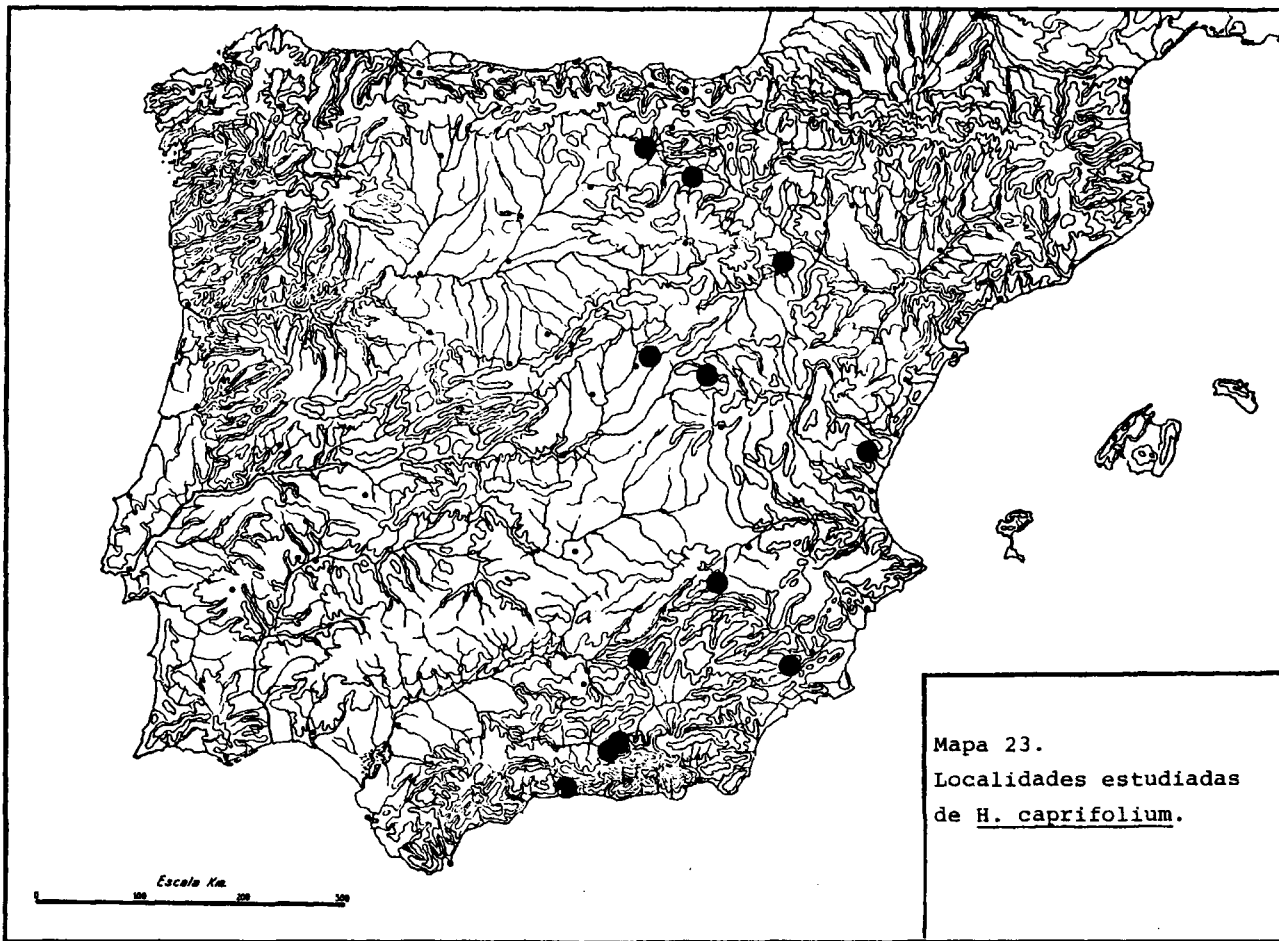 Mapa 23.
Localidades estudiadas
de H. caprifolium.
Escala Km.
0 100 200 300